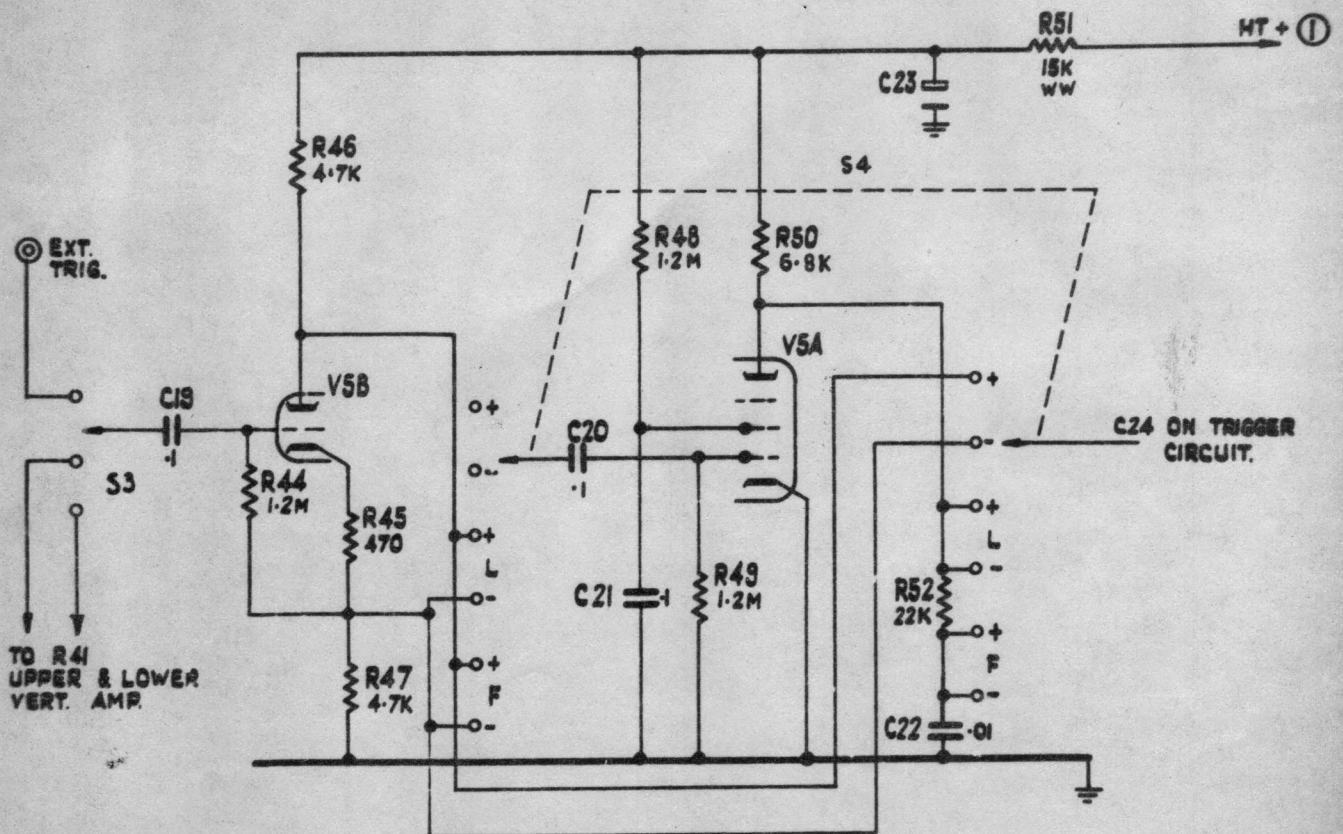 R51
15K
WW
HT + 1
C23
R46
4.7K
S4
EXT.
TRIG.
R48
1.2M
R50
6.8K
V5A
V5B
C19
.1
+
-
C20
.1
+
-
C24 ON TRIGGER
CIRCUIT.
S3
R44
1.2M
R45
470
+
L
-
C21
.1
R49
1.2M
+
L
-
R52
22K
TO R41
UPPER & LOWER
VERT. AMP.
R47
4.7K
+
F
-
+
F
-
C22
.01